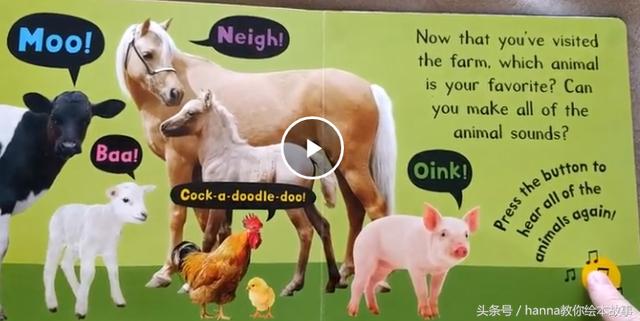 Moo!
Neigh!
Baa!
Cock-a-doodle-doo!
Oink!
Now that you've visited
the farm, which animal
is your favorite? Can
you make all of the
animal sounds?
Press the button to
hear all of the
animals again!
头条号 / hanna教你绘本故事